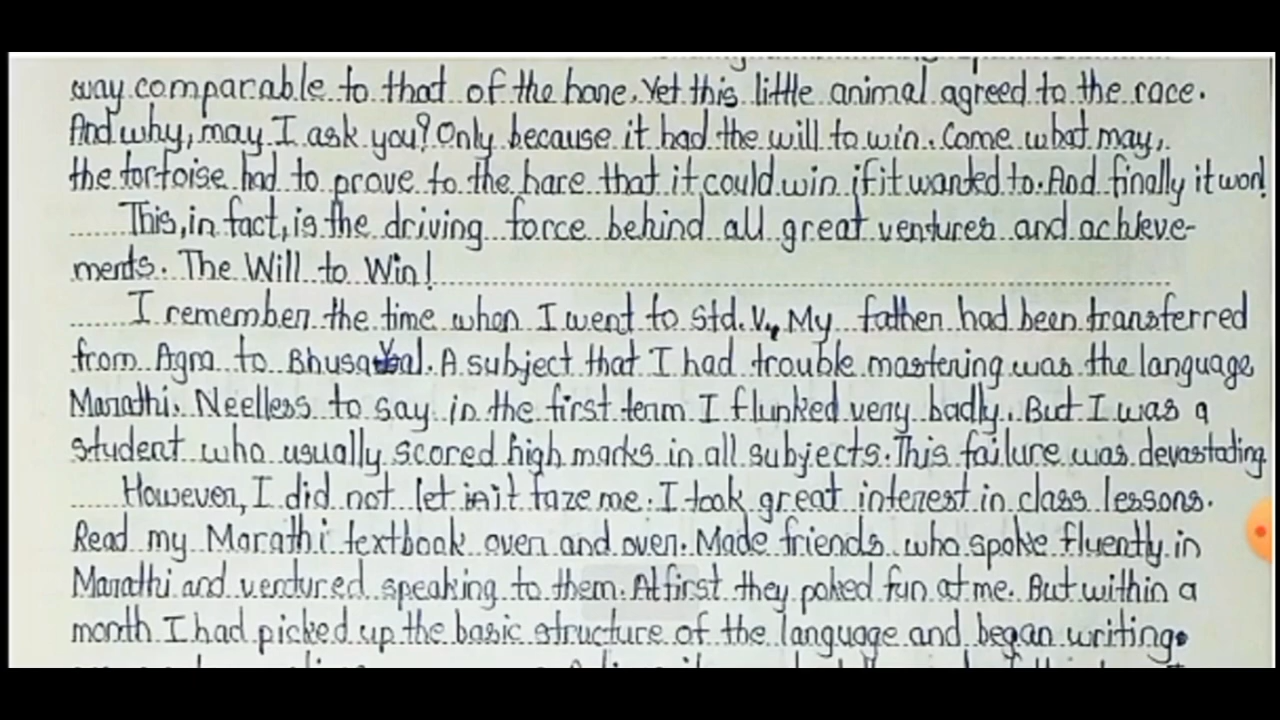 way comparable to that of the hare. Yet this little animal agreed to the race.
And why, may I ask you? Only because it had the will to win. Come what may,
the tortoise had to prove to the hare that it could win if it wanted to. And finally it won!
This, in fact, is the driving force behind all great ventures and achieve-
ments. The Will to Win!
I remember the time when I went to Std. V. My father had been transferred
from Agra to Bhusaval. A subject that I had trouble mastering was the language
Marathi. Neelless to say in the first term I flunked very badly. But I was a
student who usually scored high marks in all subjects. This failure was devastating
However, I did not let it faze me. I took great interest in class lessons.
Read my Marathi textbook over and over. Made friends who spoke fluently in
Marathi and ventured speaking to them. At first they poked fun at me. But within a
month I had picked up the basic structure of the language and began writing